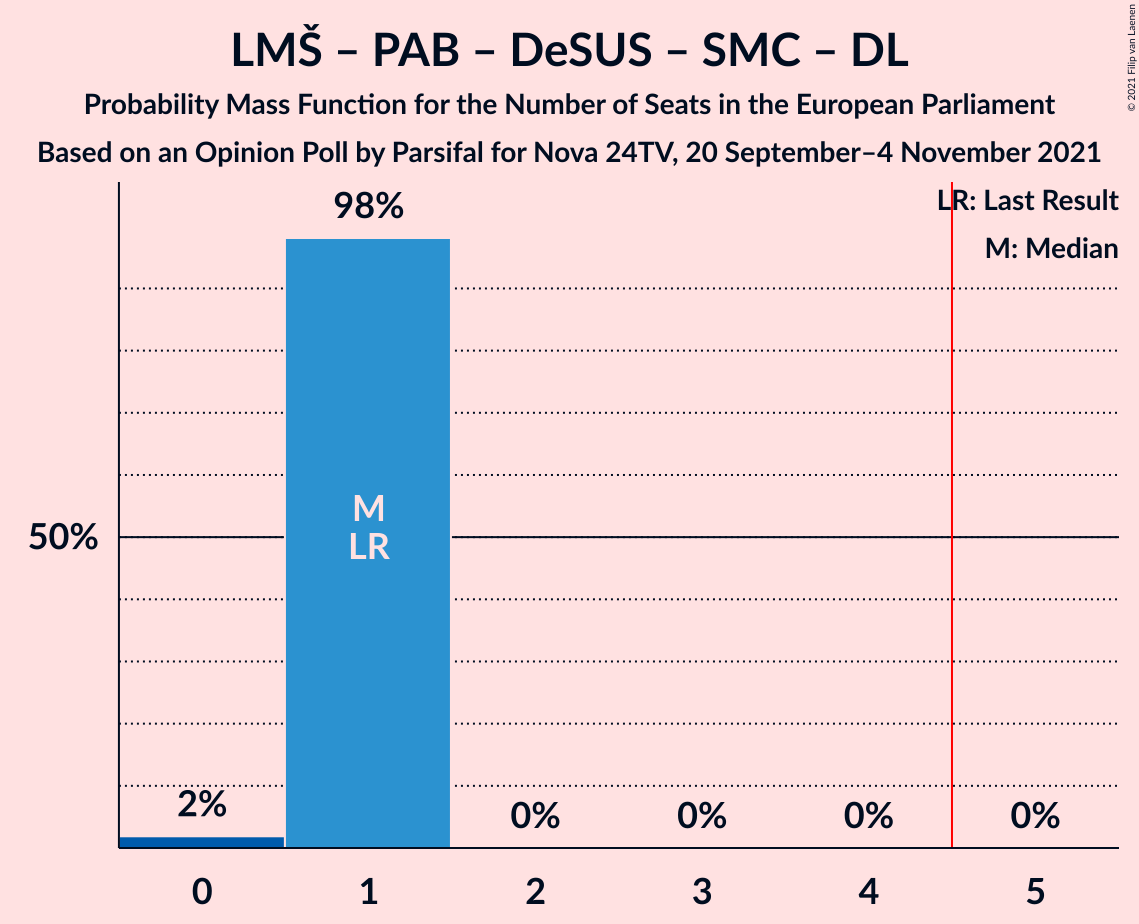 LMŠ – PAB – DeSUS – SMC – DL
Probability Mass Function for the Number of Seats in the European Parliament
Based on an Opinion Poll by Parsifal for Nova 24TV, 20 September–4 November 2021
© 2021 Filip van Laenen
LR: Last Result
M: Median
98%
M
LR
50%
2%
0%
0%
0%
0%
0
1
2
3
4
5